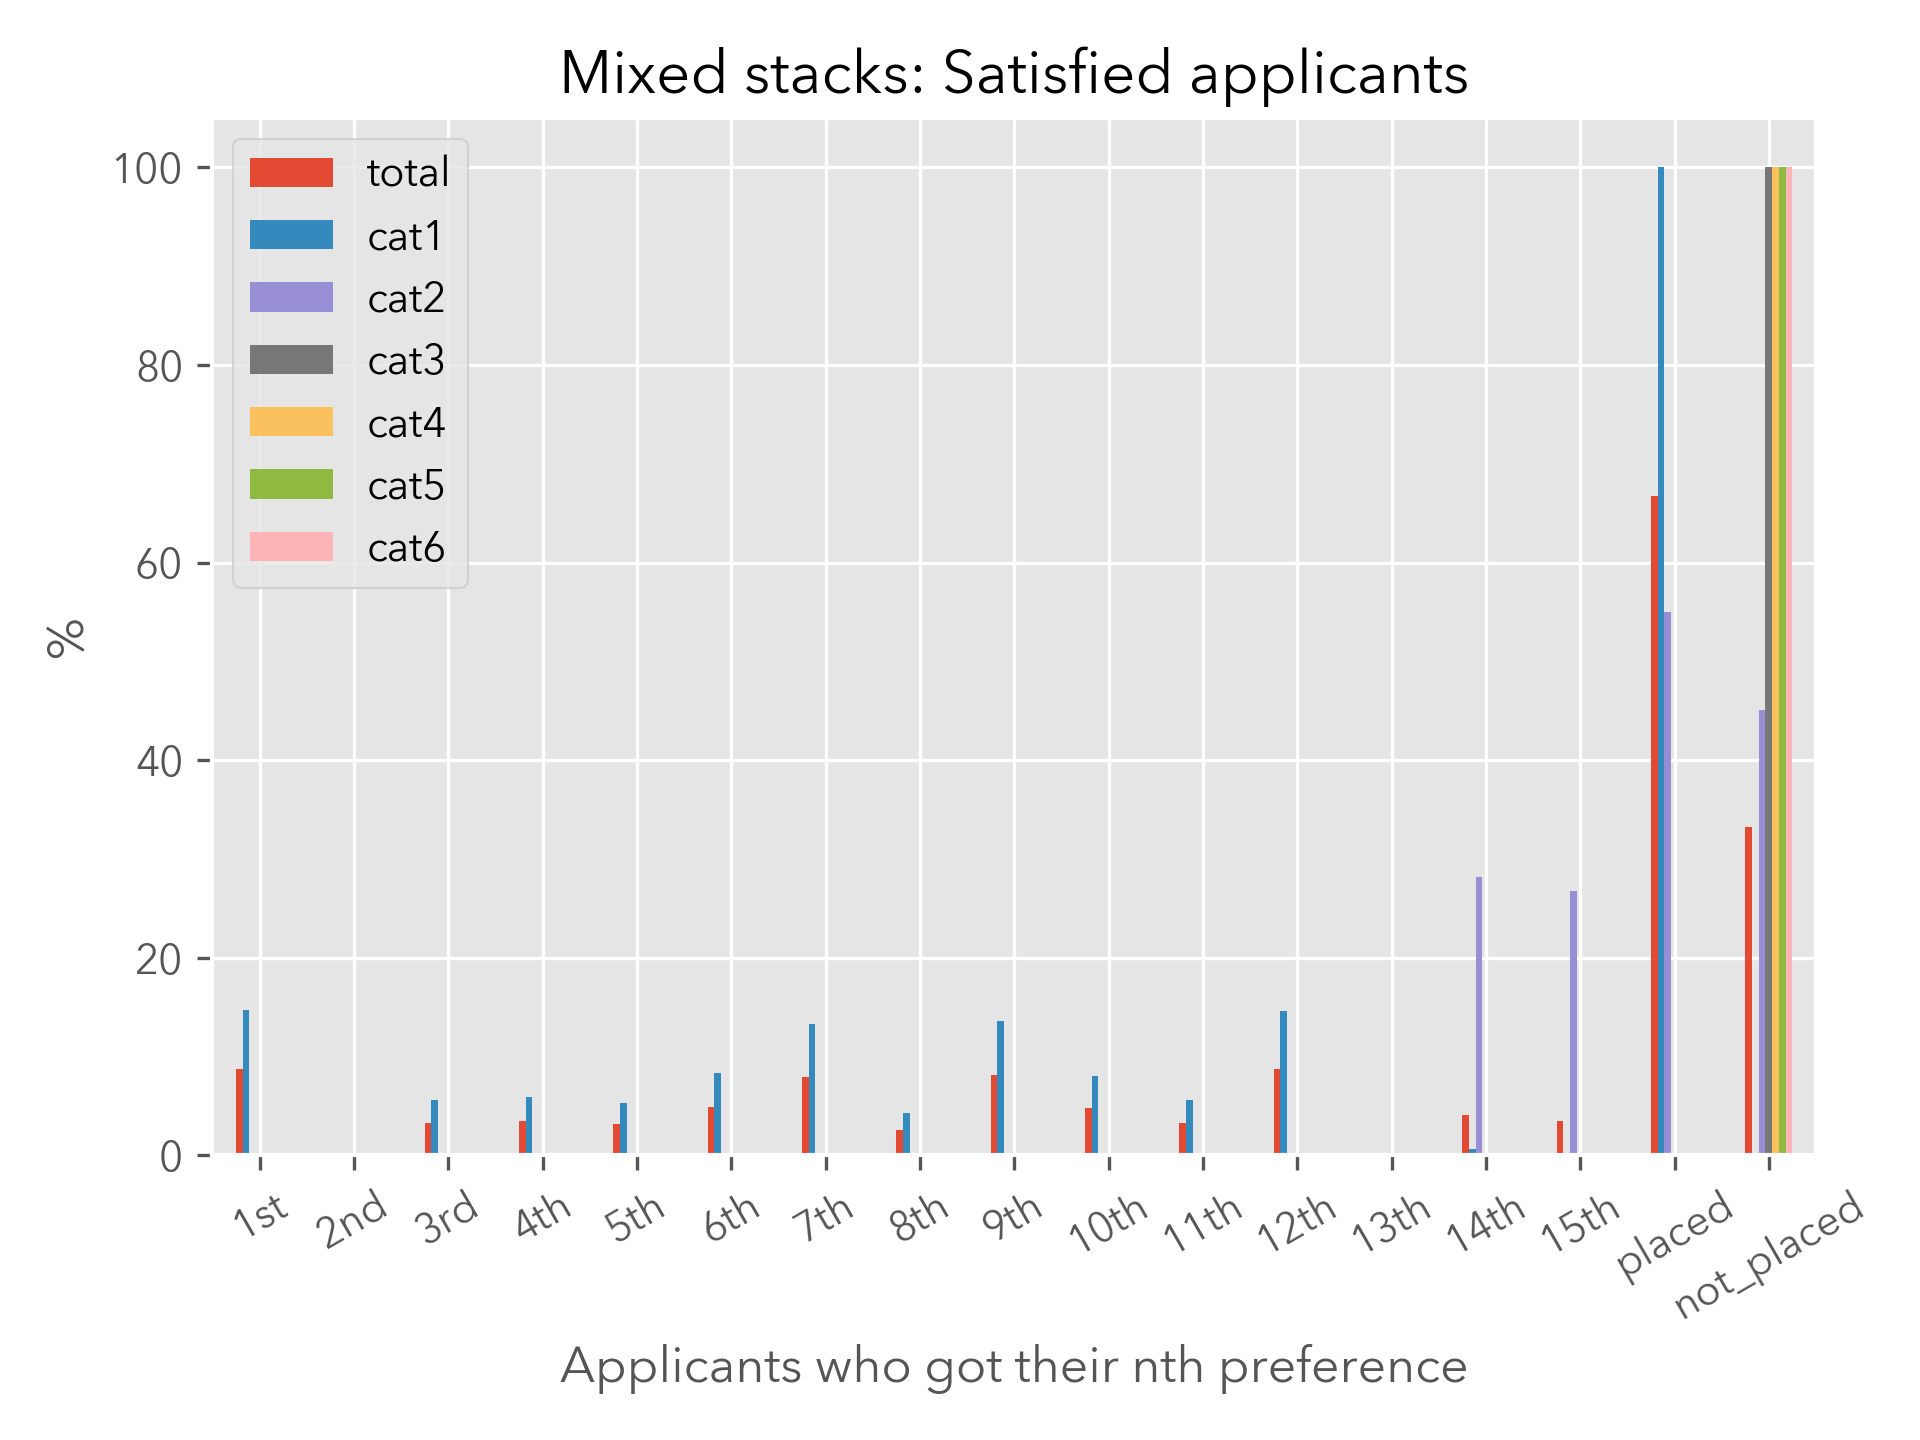 Mixed stacks: Satisfied applicants
total
cat1
cat2
cat3
cat4
cat5
cat6
100
80
60
40
20
0
%
1st 2nd 3rd 4th 5th 6th 7th 8th 9th 10th 11th 12th 13th 14th 15th placed not_placed
Applicants who got their nth preference